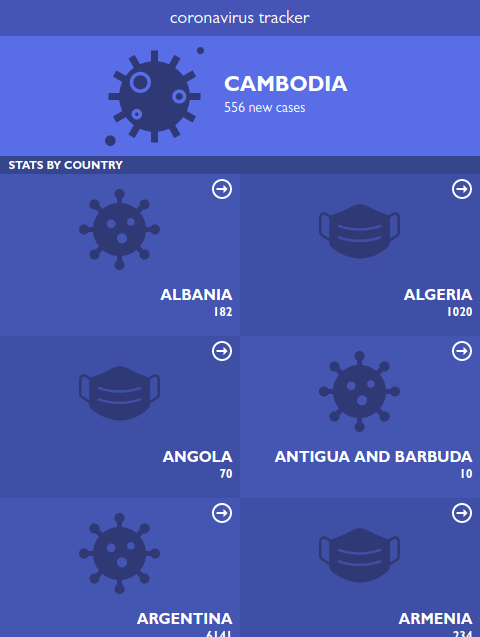 coronavirus tracker
CAMBODIA
556 new cases
STATS BY COUNTRY
ALBANIA
182
ALGERIA
1020
ANGOLA
70
ANTIGUA AND BARBUDA
10
ARGENTINA
6141
ARMENIA
234